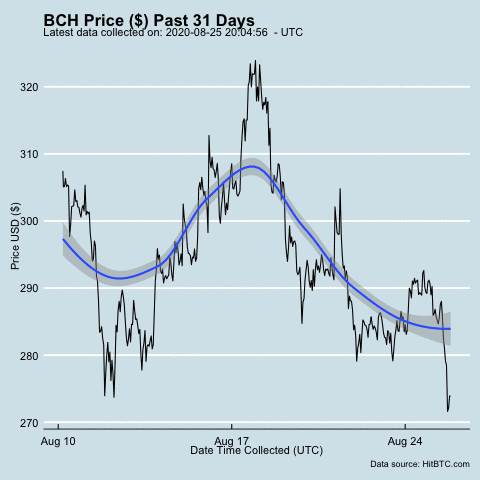 BCH Price ($) Past 31 Days
Latest data collected on: 2020-08-25 20:04:56 - UTC
320
310
300
290
280
270
Price USD ($)
Aug 10
Aug 17
Aug 24
Date Time Collected (UTC)
Data source: HitBTC.com